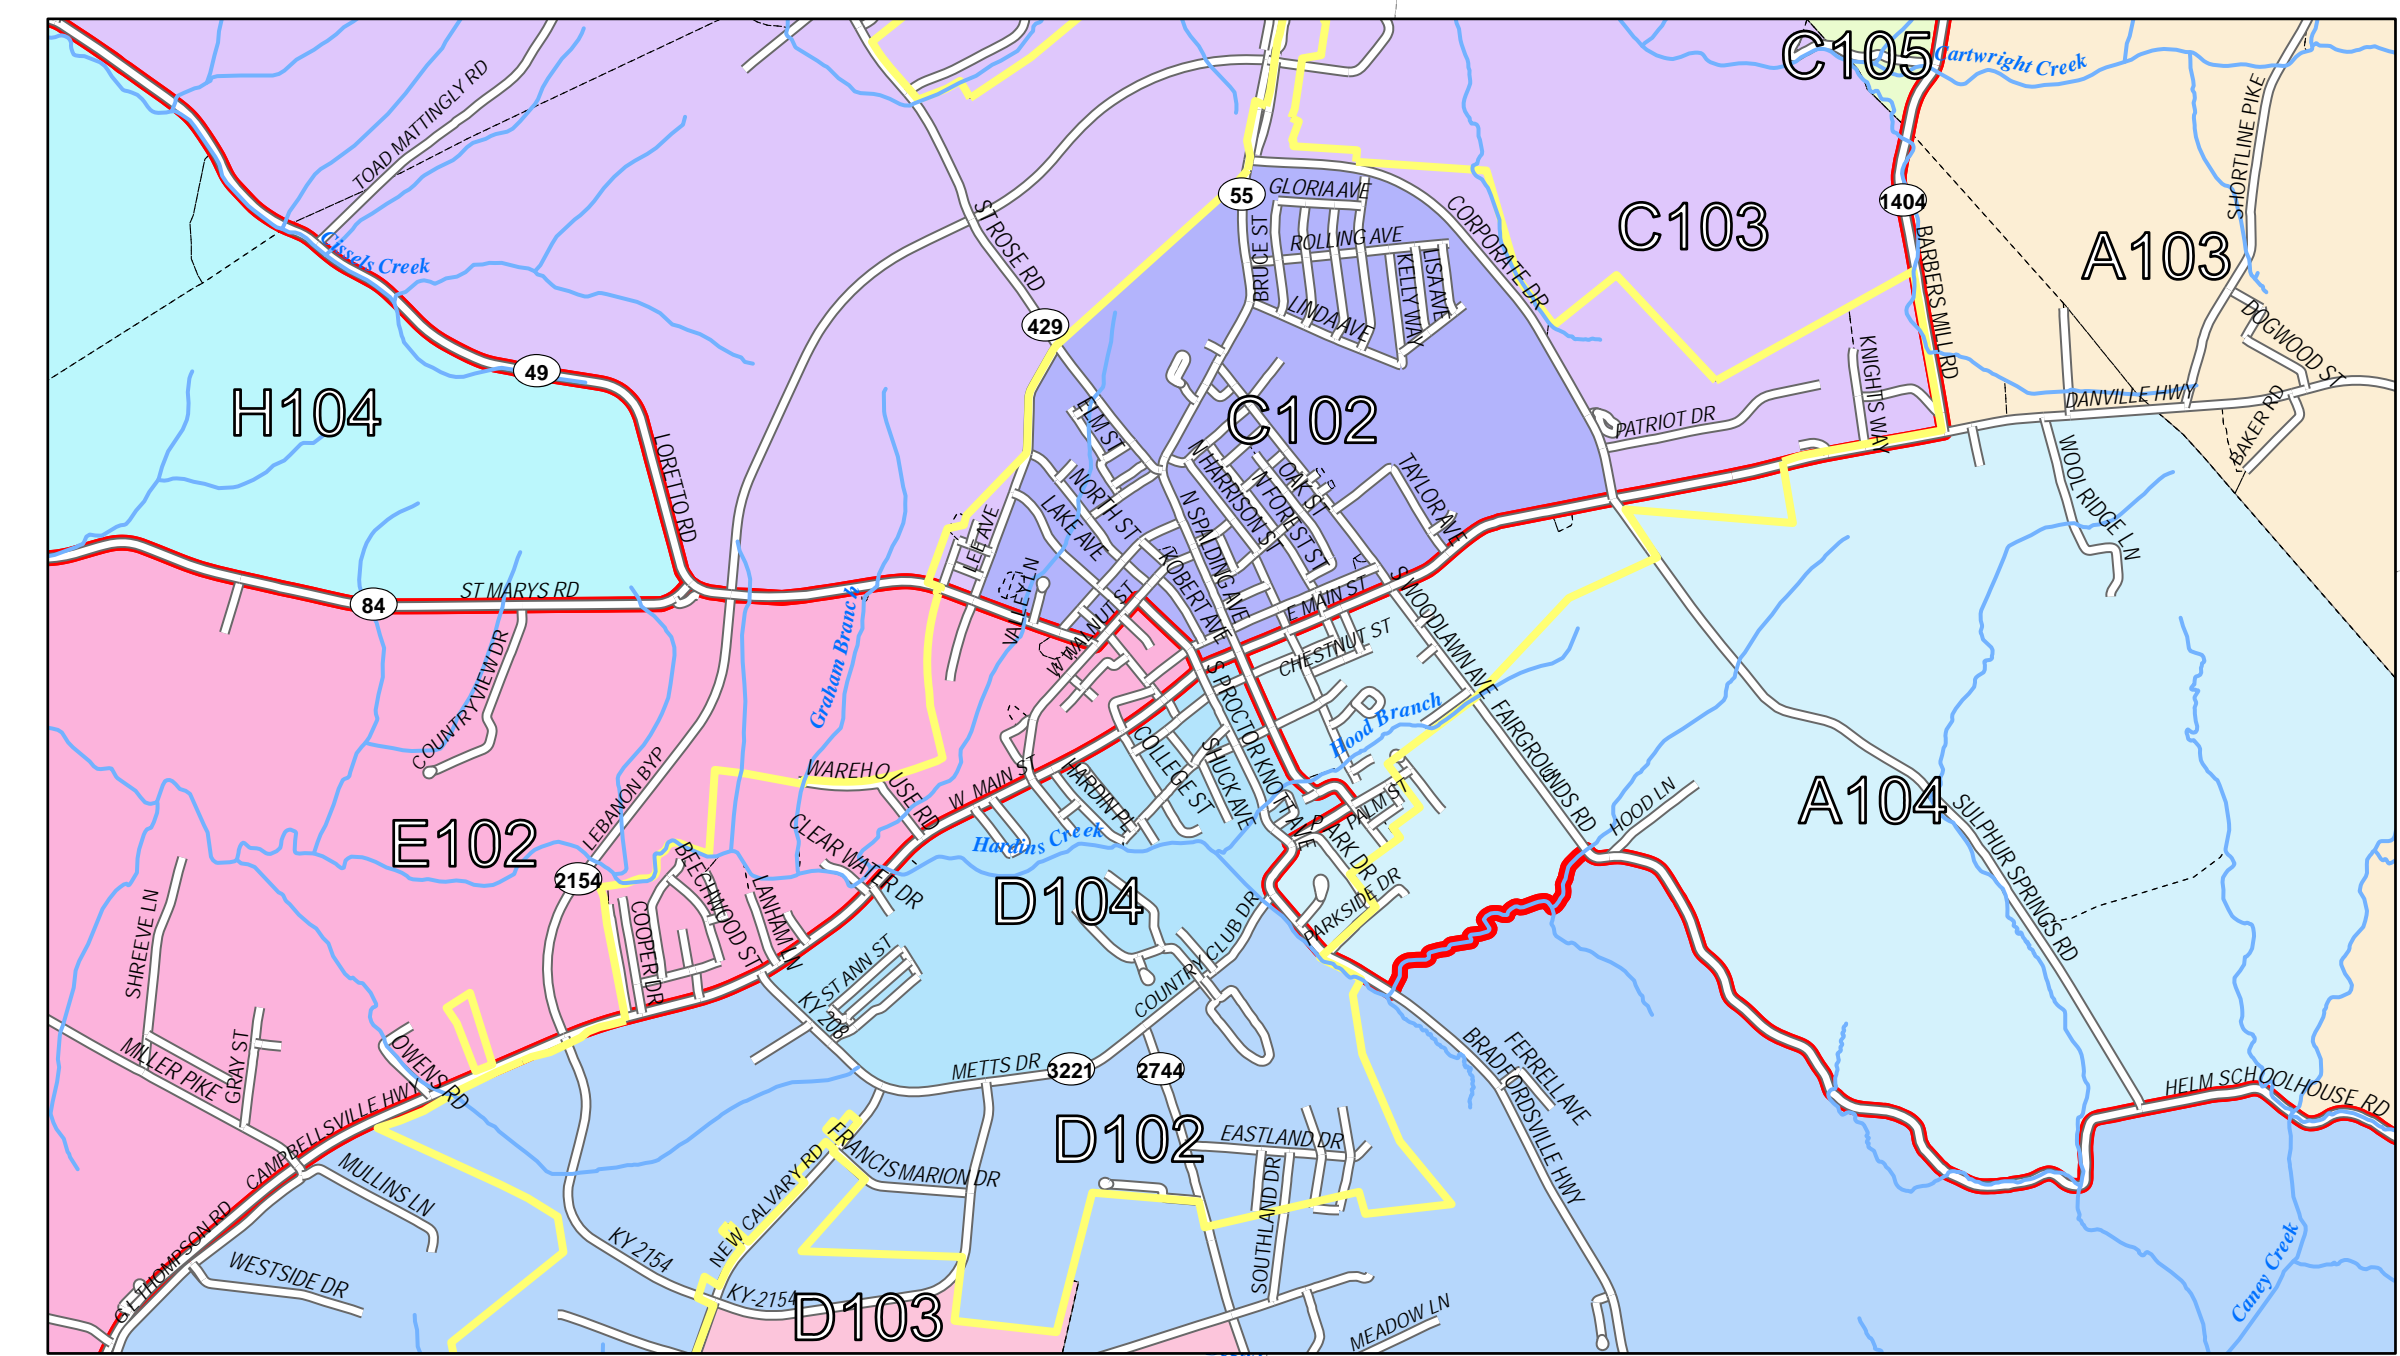 C105
Cartwright Creek
TOAD MATTINGLY RD
SHORTLINE PIKE
55
GLORIA AVE
1404
ST ROSE RD
CORPORATE DR
C103
A103
Cissels Creek
BRUCE ST
ROLLING AVE
KELLY WAY
LISA AVE
BARBERS MILL RD
429
LINDA AVE
DOGWOOD ST
49
KNIGHTS WAY
H104
C102
ELM ST
PATRIOT DR
DANVILLE HWY
BAKER RD
LORETTO RD
N HARRISON ST
OAK ST
N FOREST ST
TAYLOR AVE
WOOLRIDGE LN
NORTH ST
LAKE AVE
N SPALDING AVE
LEE AVE
84
ST MARYS RD
VALLEY LN
KOBERT AVE
W WALNUT ST
E MAIN ST
S WOODLAWN AVE
CHESTNUT ST
COUNTRYVIEW DR
Graham Branch
S PROCTOR KNOTT AVE
Hood Branch
FAIRGROUNDS RD
COLLEGE ST
SHUCK AVE
WAREHOUSE RD
W. MAIN ST
HARDIN PL
PALM ST
HOOD LN
A104
SULPHUR SPRINGS RD
LEBANON BYP
E102
CLEAR WATER DR
Hardins Creek
PARK DR
2154
BEECHWOOD ST
LANHAM LN
D104
COUNTRY CLUB DR
PARKSIDE DR
SHREEVE LN
COOPER DR
ST ANN ST
KY 208
MILLER PIKE
GRAY ST
OWENS RD
METTS DR
3221
2744
BRADFORDSVILLE HWY
FERRELL AVE
HELM SCHOOLHOUSE RD
CAMPBELLSVILLE HWY
D102
EASTLAND DR
FRANCIS MARION DR
MULLINS LN
NEW CALVARY RD
SOUTHLAND DR
KY 2154
WESTSIDE DR
THOMPSON RD
KY-2154
D103
MEADOW LN
Caney Creek